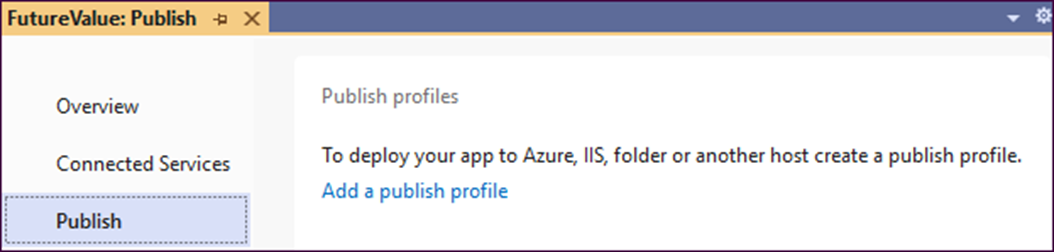 FutureValue: Publish
Overview
Connected Services
Publish
Publish profiles
To deploy your app to Azure, IIS, folder or another host create a publish profile.
Add a publish profile